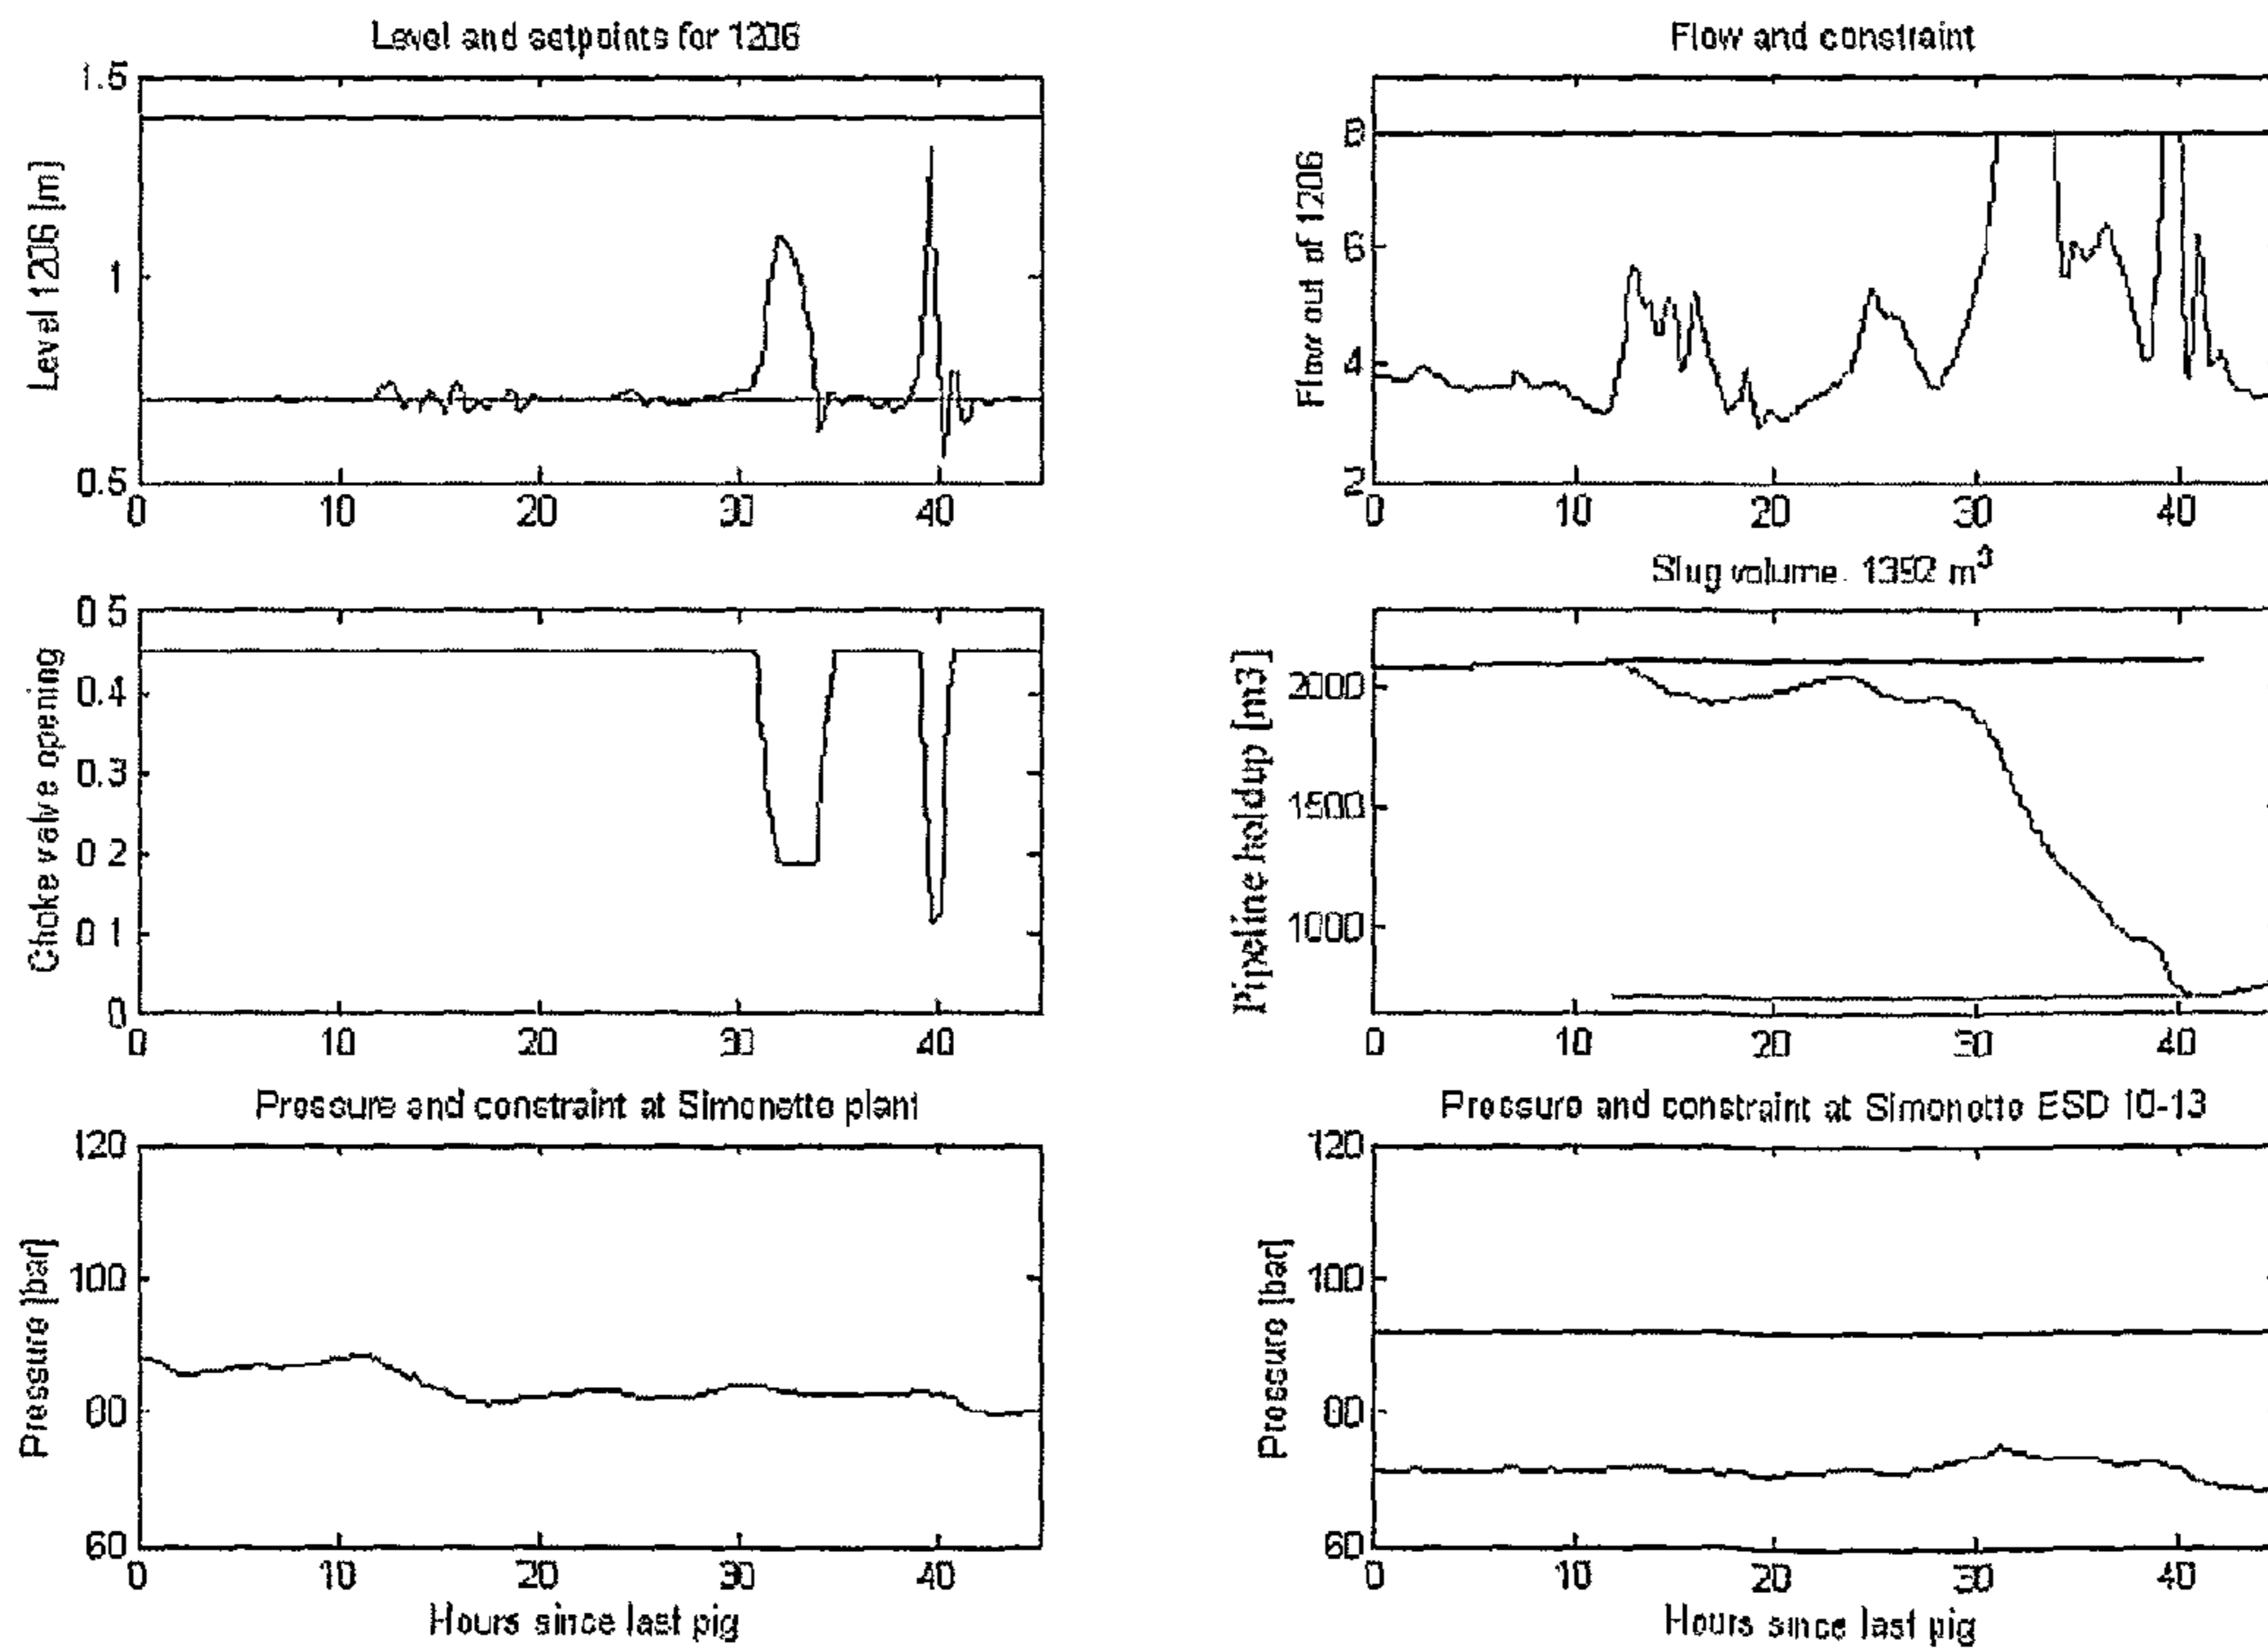 Level and setpoints for 1206
1.5
1
0.5
Level 1206 [m]
0 10 20 30 40
Flow and constraint
8
6
4
2
Flow out of 1206
0 10 20 30 40
0.5
0.4
0.3
0.2
0.1
0
Choke valve opening
0 10 20 30 40
Slug volume. 1392 m³
2000
1500
1000
Pipeline holdup [m3]
0 10 20 30 40
Pressure and constraint at Simonette plant
120
100
80
60
Pressure [bar]
0 10 20 30 40
Hours since last pig
Pressure and constraint at Simonette ESD 10-13
120
100
80
60
Pressure [bar]
0 10 20 30 40
Hours since last pig